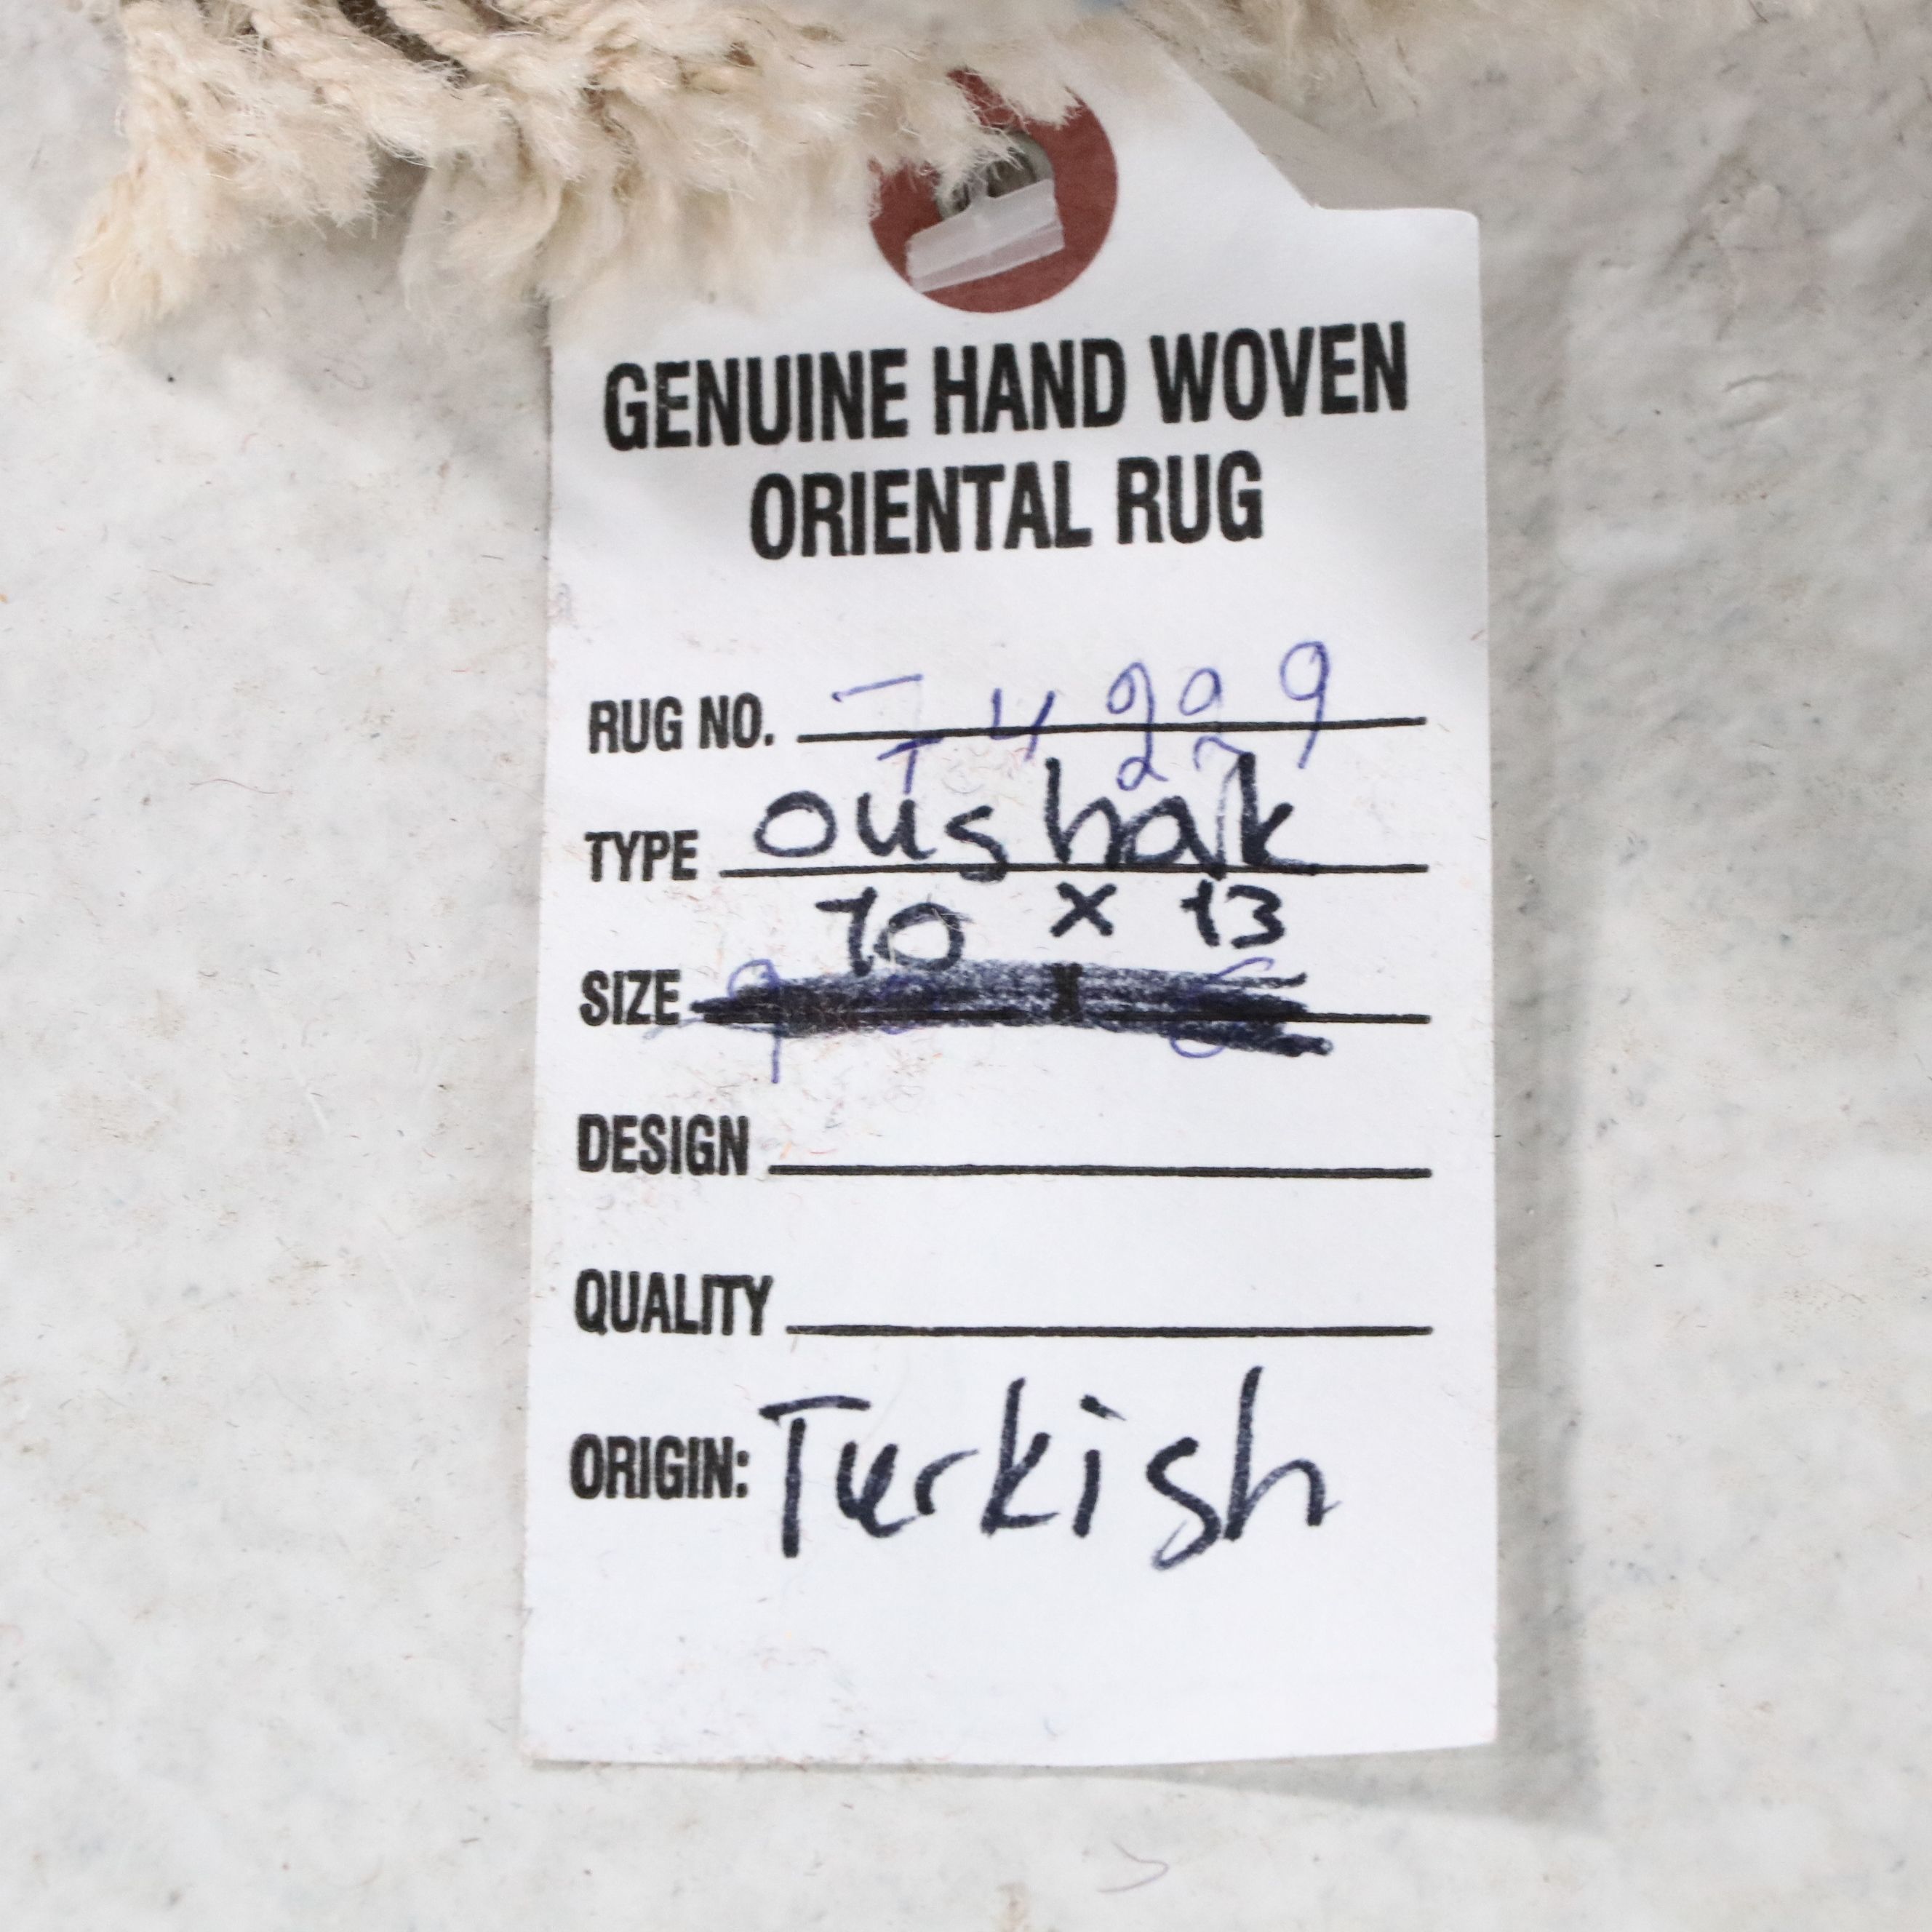 GENUINE HAND WOVEN
ORIENTAL RUG
RUG NO.
TYPE oushak
10 x 13
SIZE
DESIGN
QUALITY
ORIGIN: Turkish